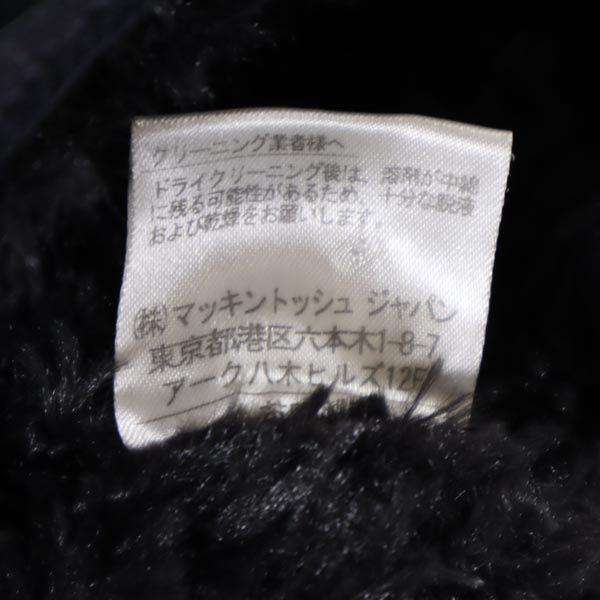 クリーニング業者様へ
ドライクリーニング後は、溶剤が中綿
に残る可能性があるため、十分な脱液
および乾燥をお願いします。
(株)マッキントッシュ ジャパン
東京都港区六本木1-8-7
アーク八木ヒルズ12F